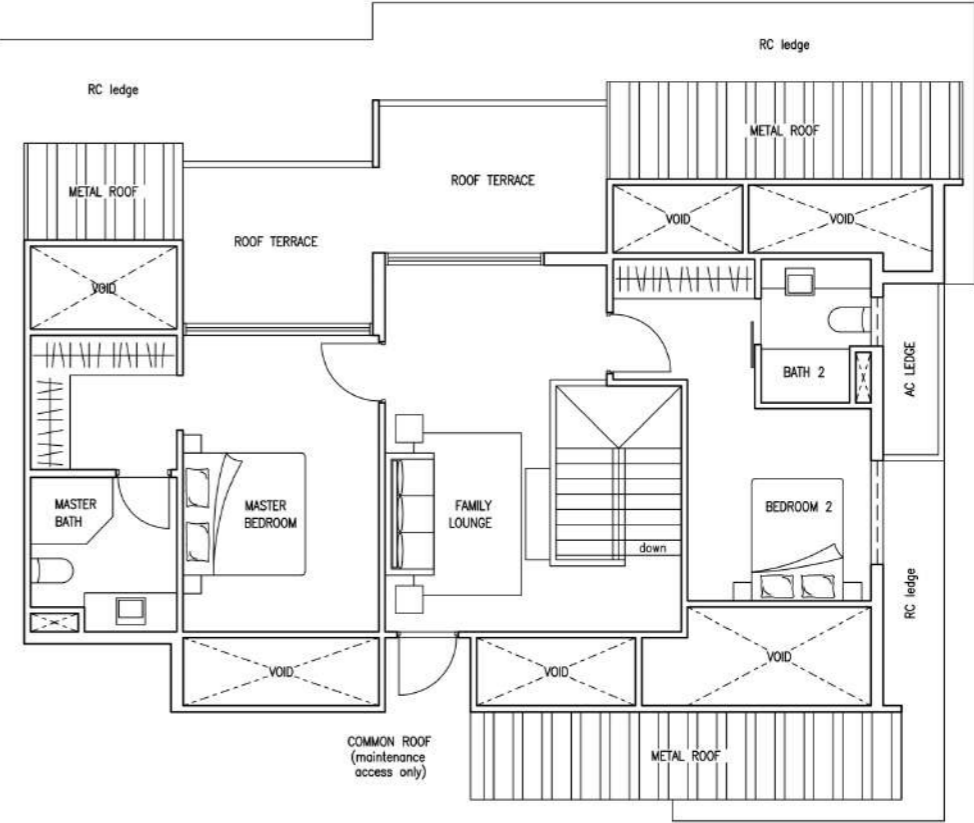 RC ledge
RC ledge
METAL ROOF
METAL ROOF
ROOF TERRACE
ROOF TERRACE
VOID
VOID
VOID
BATH 2
AC LEDGE
MASTER
BATH
MASTER
BEDROOM
FAMILY
LOUNGE
BEDROOM 2
down
RC ledge
VOID
VOID
VOID
COMMON ROOF
(maintenance
access only)
METAL ROOF